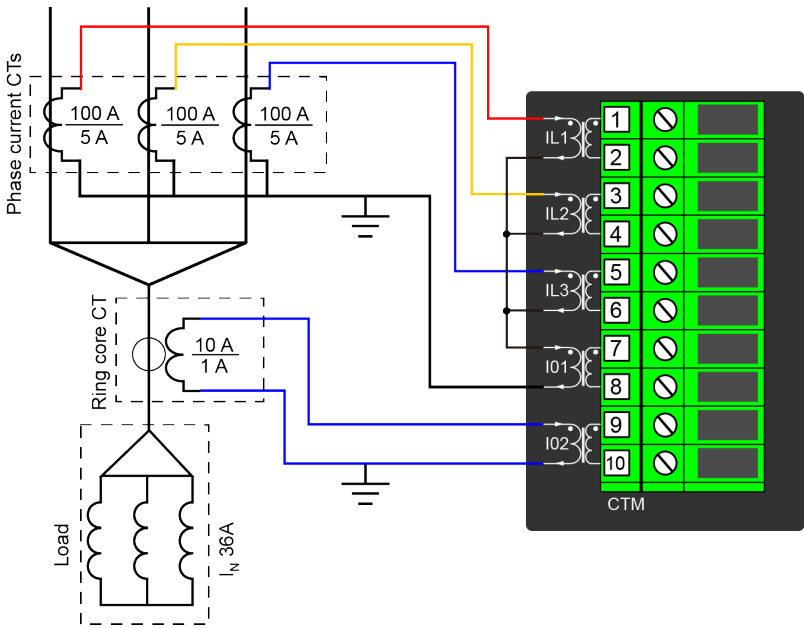 Phase current CTs
100 A
5 A
100 A
5 A
100 A
5 A
IL1
1
2
IL2
3
4
IL3
5
6
I01
7
8
I02
9
10
CTM
Ring core CT
10 A
1 A
Load
IN 36A